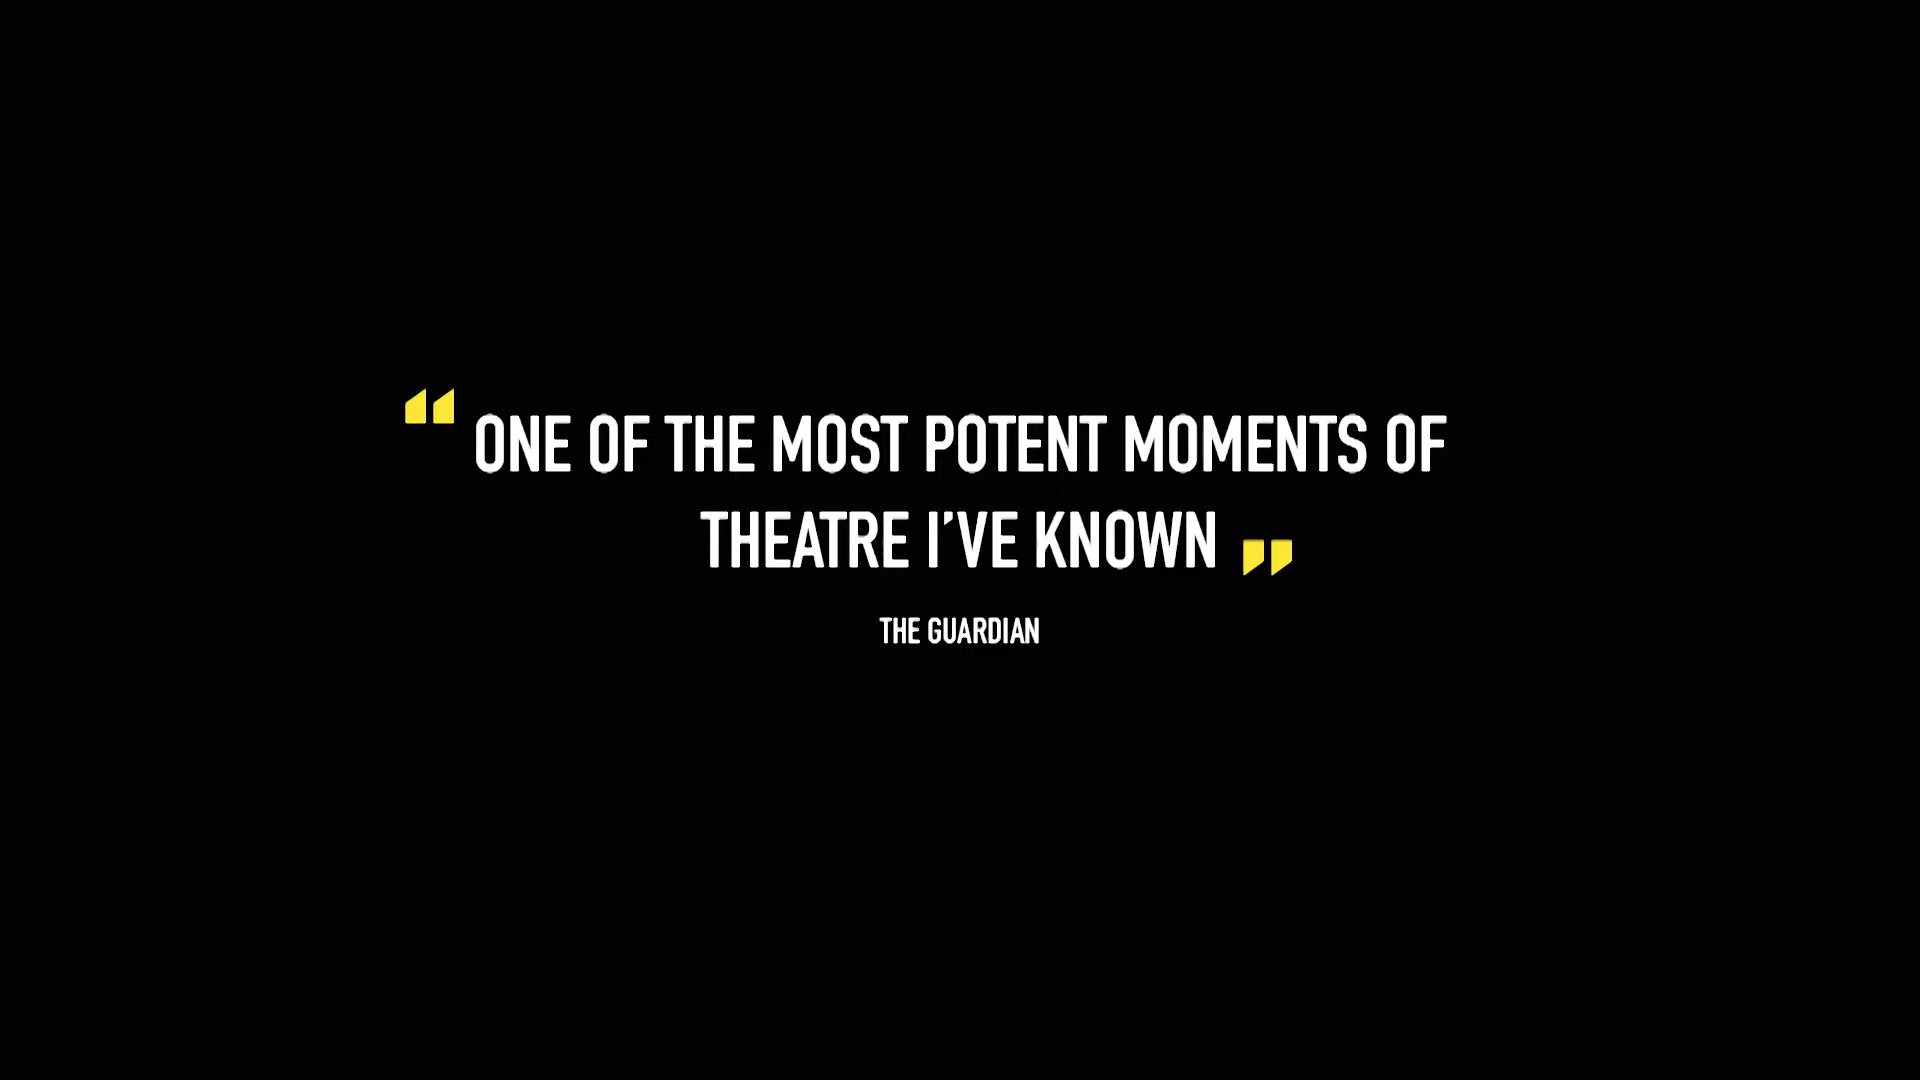 “ ONE OF THE MOST POTENT MOMENTS OF
THEATRE I’VE KNOWN ”
THE GUARDIAN